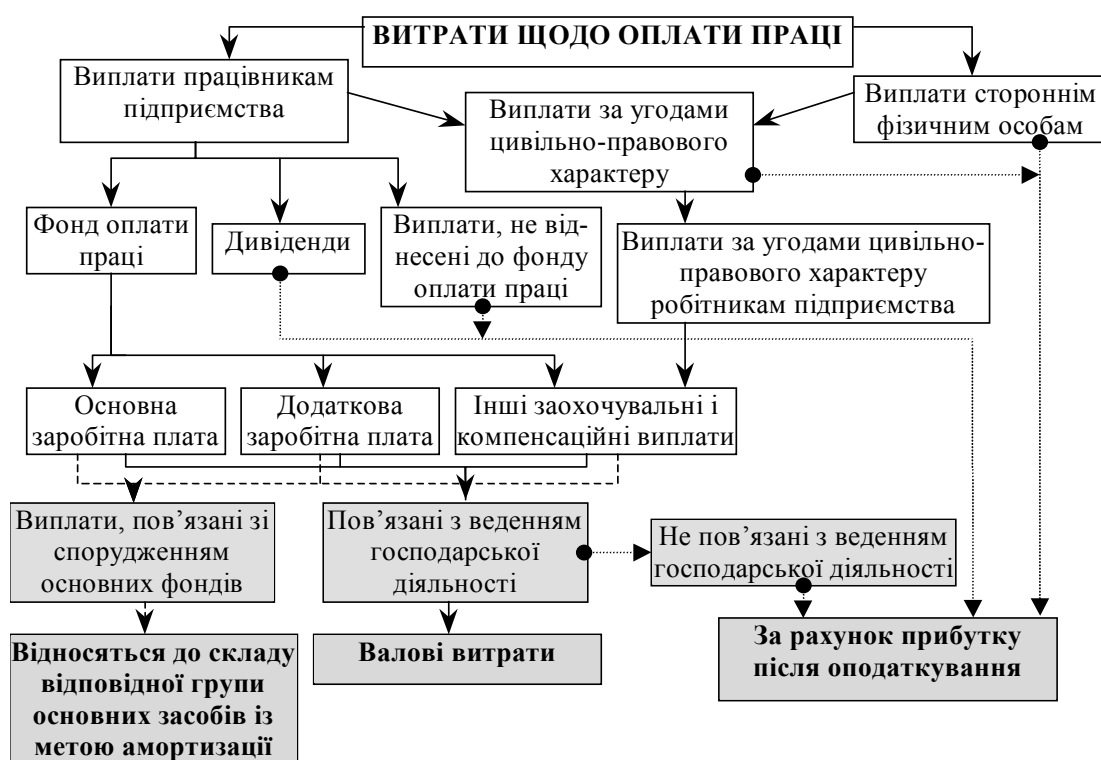 ВИТРАТИ ЩОДО ОПЛАТИ ПРАЦІ
Виплати працівникам
підприємства
Виплати за угодами
цивільно-правового
характеру
Виплати стороннім
фізичним особам
Фонд оплати
праці
Дивіденди
Виплати, не від-
несені до фонду
оплати праці
Виплати за угодами цивільно-
правового характеру
робітникам підприємства
Основна
заробітна плата
Додаткова
заробітна плата
Інші заохочувальні і
компенсаційні виплати
Виплати, пов’язані зі
спорудженням
основних фондів
Пов’язані з веденням
господарської
діяльності
Не пов’язані з веденням
господарської діяльності
Відносяться до складу
відповідної групи
основних засобів із
метою амортизації
Валові витрати
За рахунок прибутку
після оподаткування